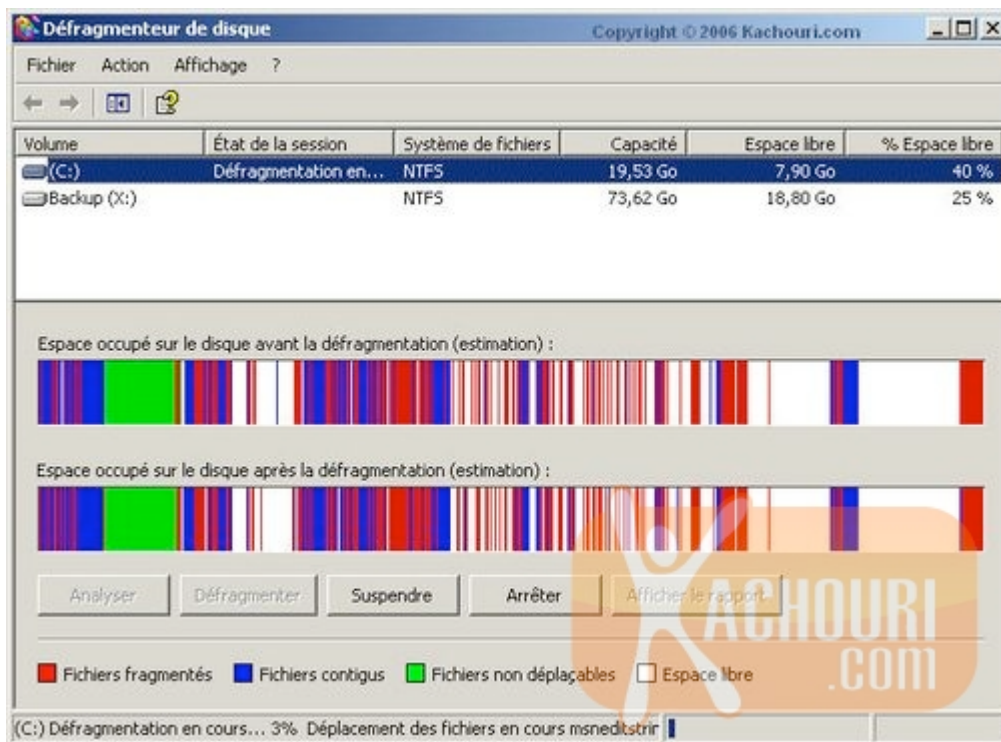 Défragmenteur de disque Copyright © 2006 Kachouri.com
Fichier Action Affichage ?
Volume État de la session Système de fichiers Capacité Espace libre % Espace libre
(C:) Défragmentation en... NTFS 19,53 Go 7,90 Go 40 %
Backup (X:) NTFS 73,62 Go 18,80 Go 25 %
Espace occupé sur le disque avant la défragmentation (estimation) :
Espace occupé sur le disque après la défragmentation (estimation) :
Analyser Défragmenter Suspendre Arrêter Afficher le rapport
KACHOURI
.com
Fichiers fragmentés Fichiers contigus Fichiers non déplaçables Espace libre
(C:) Défragmentation en cours... 3% Déplacement des fichiers en cours msneditstrir